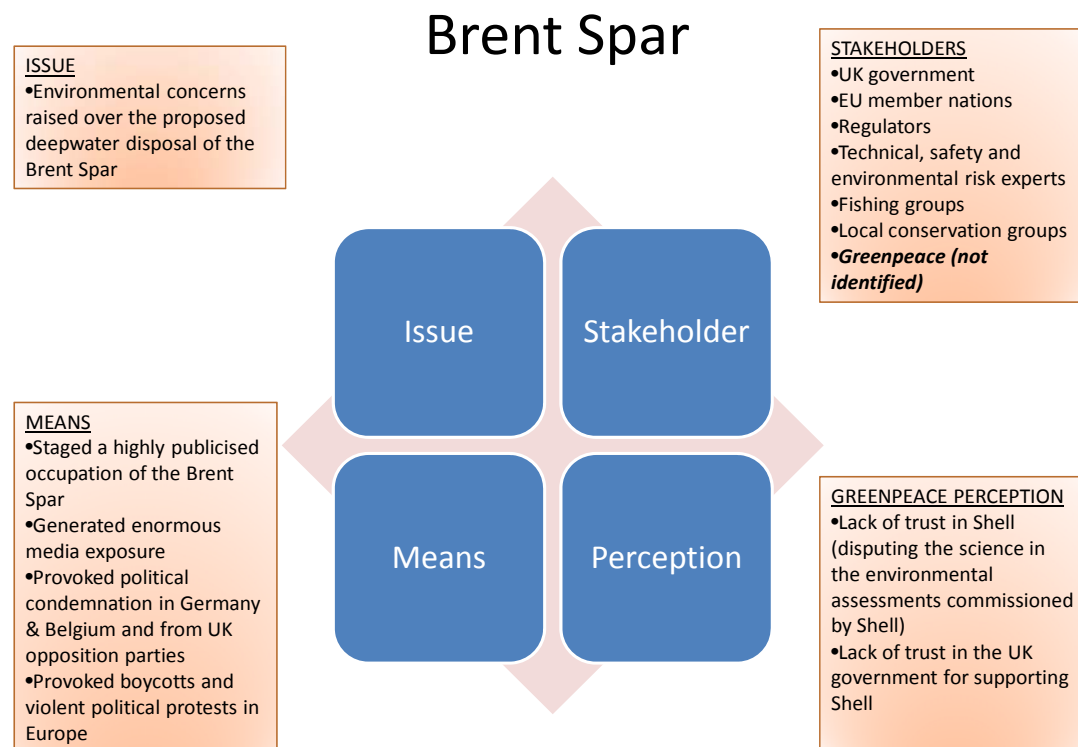 Brent Spar
ISSUE
•Environmental concerns
raised over the proposed
deepwater disposal of the
Brent Spar
STAKEHOLDERS
•UK government
•EU member nations
•Regulators
•Technical, safety and
environmental risk experts
•Fishing groups
•Local conservation groups
•Greenpeace (not
identified)
Issue
Stakeholder
Means
Perception
MEANS
•Staged a highly publicised
occupation of the Brent
Spar
•Generated enormous
media exposure
•Provoked political
condemnation in Germany
& Belgium and from UK
opposition parties
•Provoked boycotts and
violent political protests in
Europe
GREENPEACE PERCEPTION
•Lack of trust in Shell
(disputing the science in
the environmental
assessments commissioned
by Shell)
•Lack of trust in the UK
government for supporting
Shell